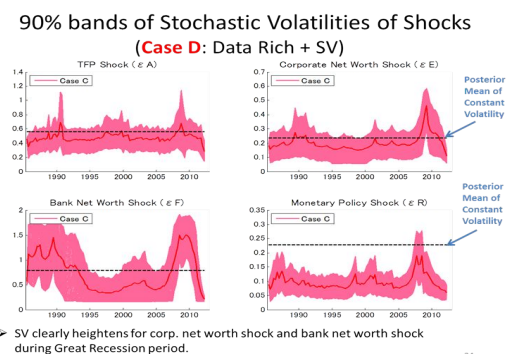 90% bands of Stochastic Volatilities of Shocks
(Case D: Data Rich + SV)
TFP Shock (εA)
Case C
1.4
1.2
1
0.8
0.6
0.4
0.2
0
1990 1995 2000 2005 2010
Corporate Net Worth Shock (εE)
Case C
0.7
0.6
0.5
0.4
0.3
0.2
0.1
0
1990 1995 2000 2005 2010
Posterior
Mean of
Constant
Volatility
Bank Net Worth Shock (εF)
Case C
2
1.5
1
0.5
0
1990 1995 2000 2005 2010
Monetary Policy Shock (εR)
Case C
0.35
0.3
0.25
0.2
0.15
0.1
0.05
0
1990 1995 2000 2005 2010
Posterior
Mean of
Constant
Volatility
SV clearly heightens for corp. net worth shock and bank net worth shock
during Great Recession period.